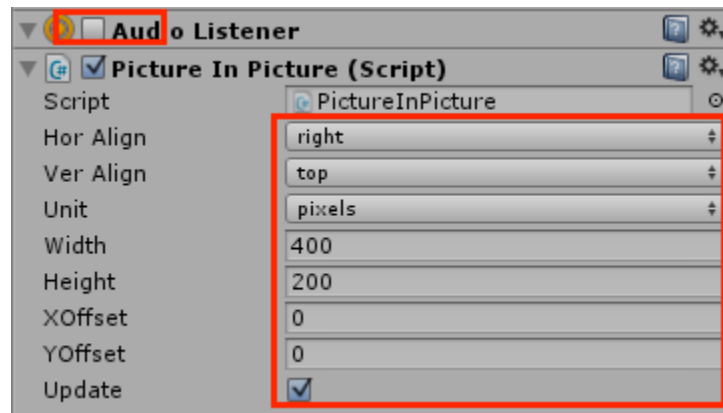 Audio Listener
Picture In Picture (Script)
Script PictureInPicture
Hor Align right
Ver Align top
Unit pixels
Width 400
Height 200
XOffset 0
YOffset 0
Update